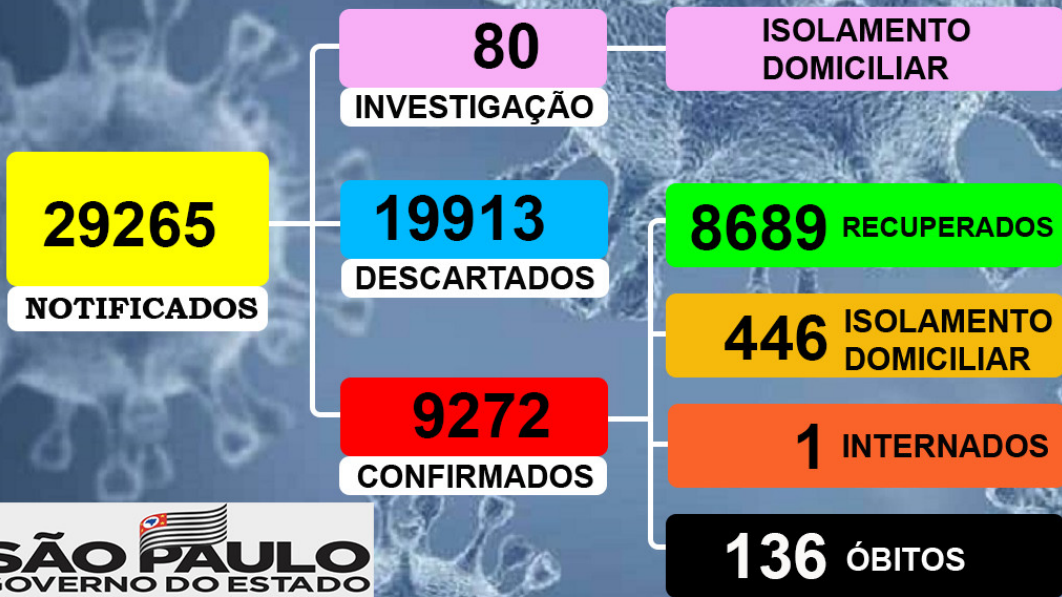 80
INVESTIGAÇÃO
ISOLAMENTO
DOMICILIAR
29265
NOTIFICADOS
19913
DESCARTADOS
9272
CONFIRMADOS
8689 RECUPERADOS
446 ISOLAMENTO
DOMICILIAR
1 INTERNADOS
136 ÓBITOS
SÃO PAULO
GOVERNO DO ESTADO